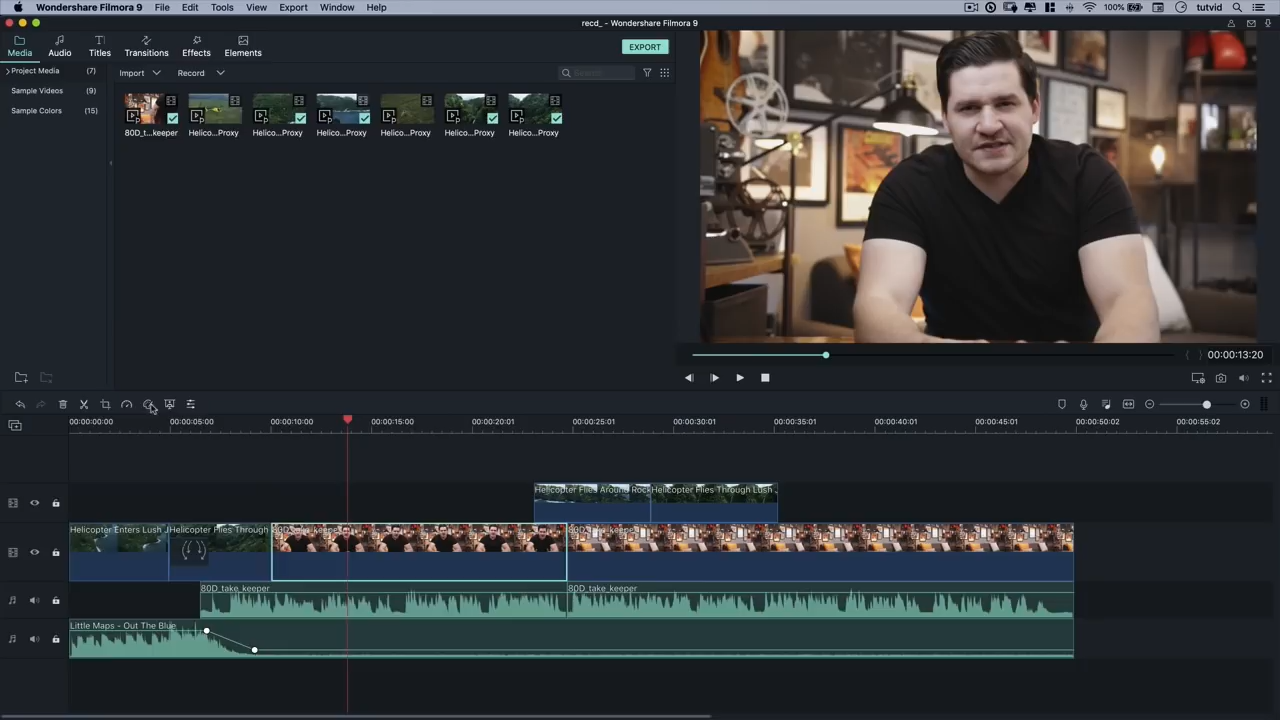 Wondershare Filmora 9 File Edit Tools View Export Window Help 100% tutvid
recd_ - Wondershare Filmora 9
Media Audio Titles Transitions Effects Elements EXPORT
Project Media (7) Import Record Search
Sample Videos (9)
Sample Colors (15)
80D_t...keeper Helico...Proxy Helico...Proxy Helico...Proxy Helico...Proxy Helico...Proxy Helico...Proxy
00:00:13:20
00:00:00:00 00:00:05:00 00:00:10:00 00:00:15:00 00:00:20:01 00:00:25:01 00:00:30:01 00:00:35:01 00:00:40:01 00:00:45:01 00:00:50:02 00:00:55:02
Helicopter Flies Around Rock Helicopter Flies Through Lush
Helicopter Enters Lush Helicopter Flies Through 80D_take_keeper 80D_take_keeper
80D_take_keeper 80D_take_keeper
Little Maps - Out The Blue